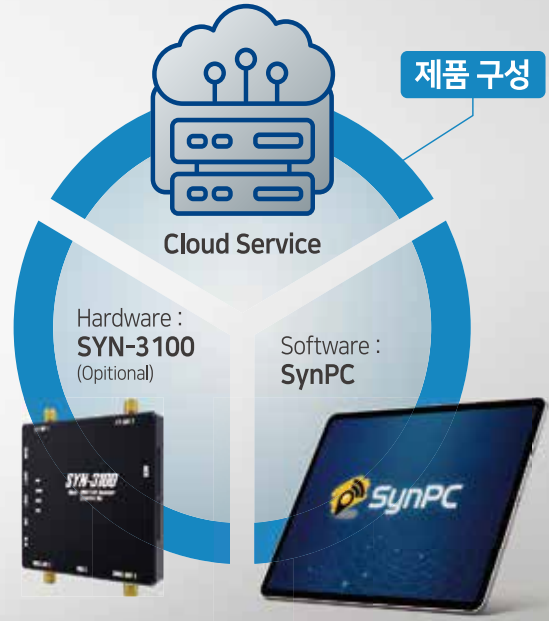 제품 구성
Cloud Service
Hardware :
SYN-3100
(Opitional)
Software :
SynPC
SYN-3100
SynPC